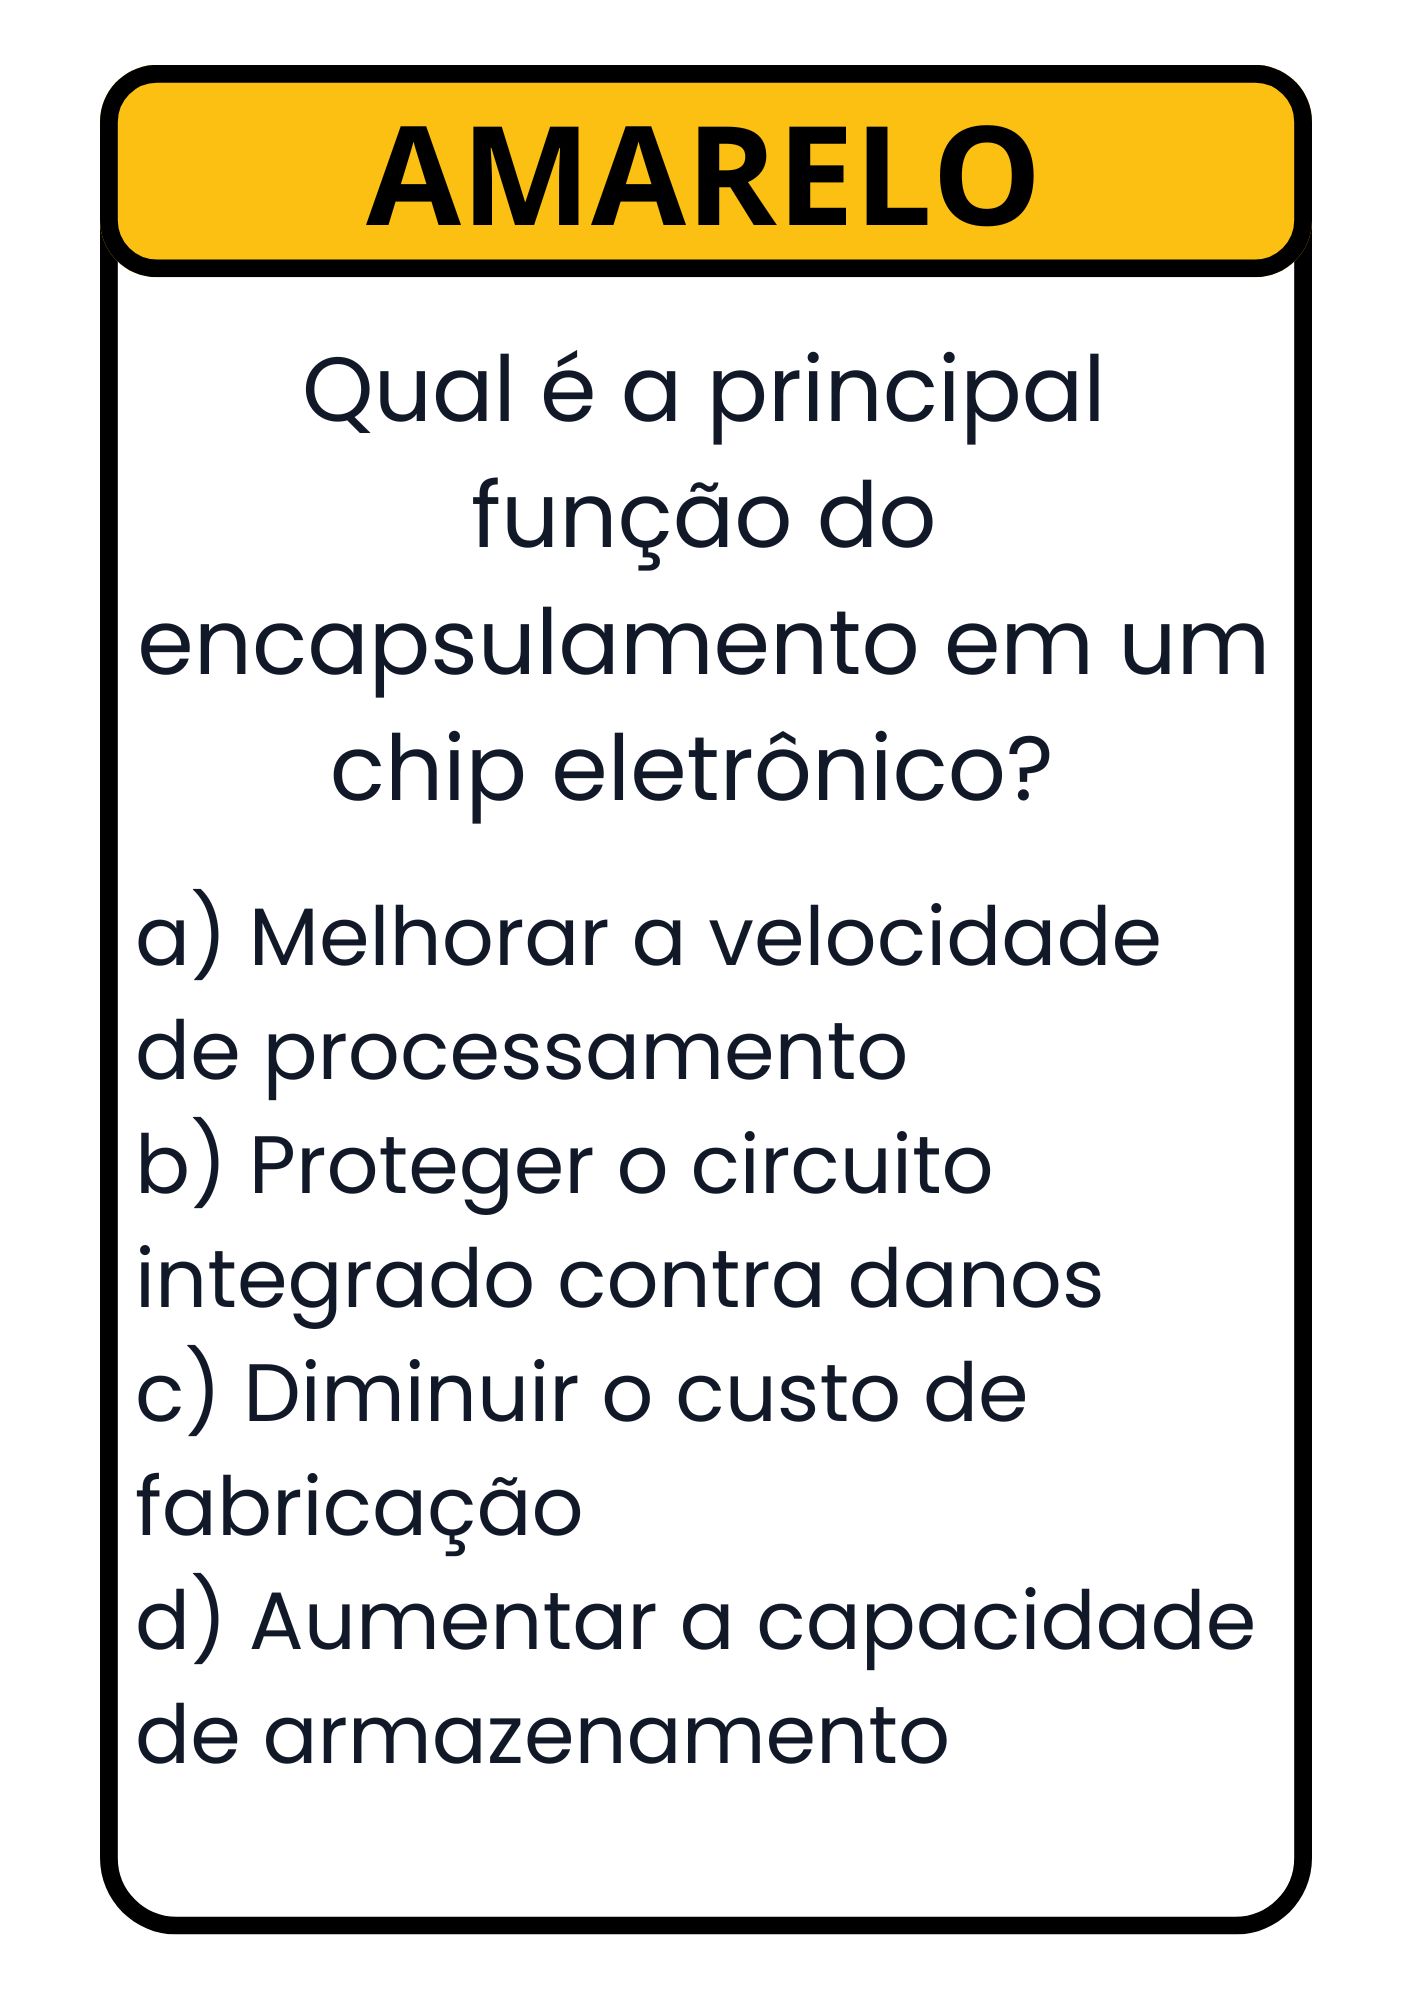 AMARELO
Qual é a principal
função do
encapsulamento em um
chip eletrônico?
a) Melhorar a velocidade
de processamento
b) Proteger o circuito
integrado contra danos
c) Diminuir o custo de
fabricação
d) Aumentar a capacidade
de armazenamento